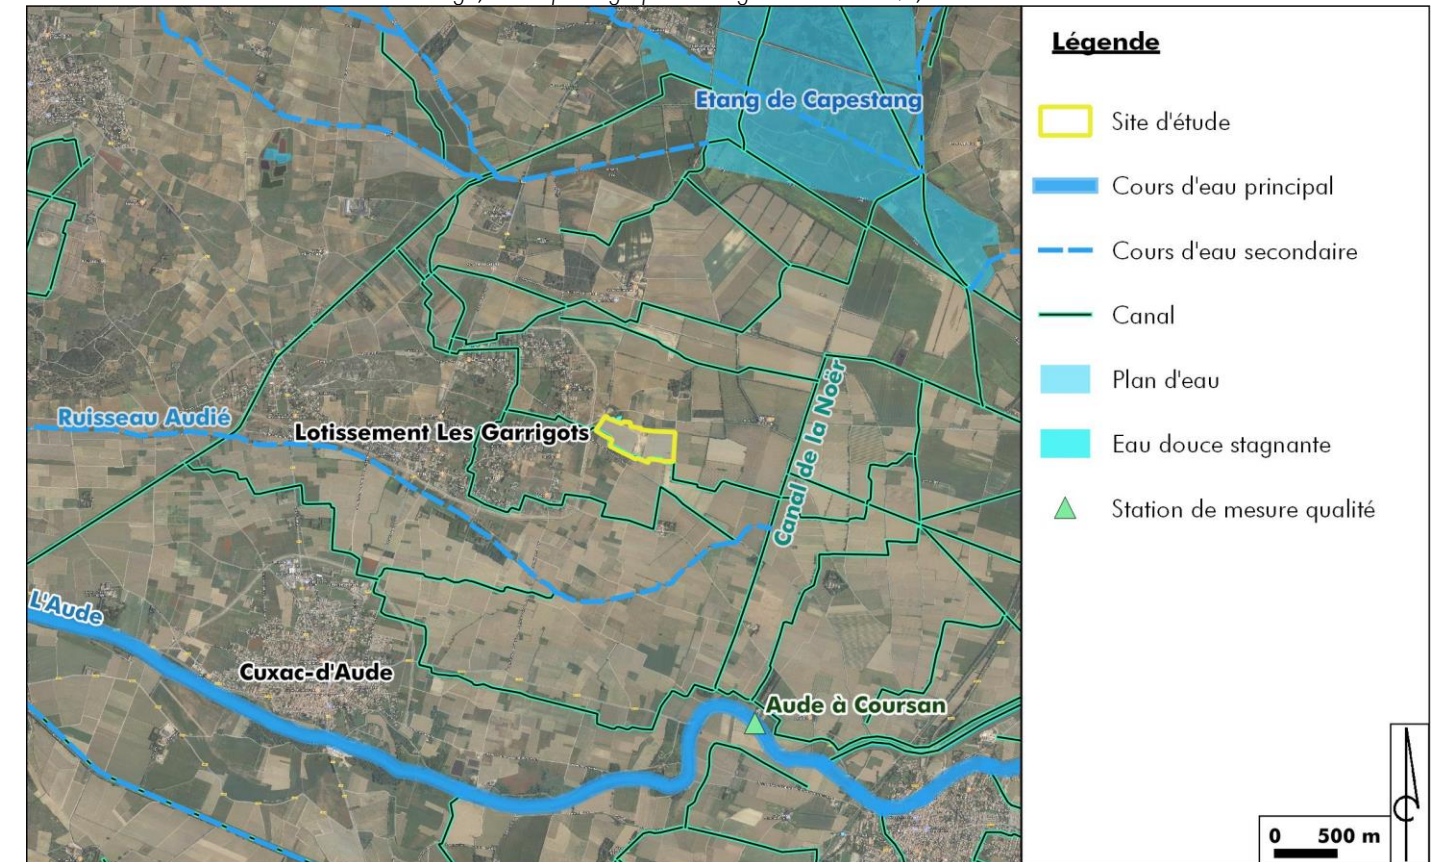 Légende
Site d'étude
Cours d'eau principal
Cours d'eau secondaire
Canal
Plan d'eau
Eau douce stagnante
Station de mesure qualité
Etang de Capestang
Ruisseau Audié
Lotissement Les Garrigots
Canal de la Noër
L'Aude
Cuxac-d'Aude
Aude à Coursan
0 500 m